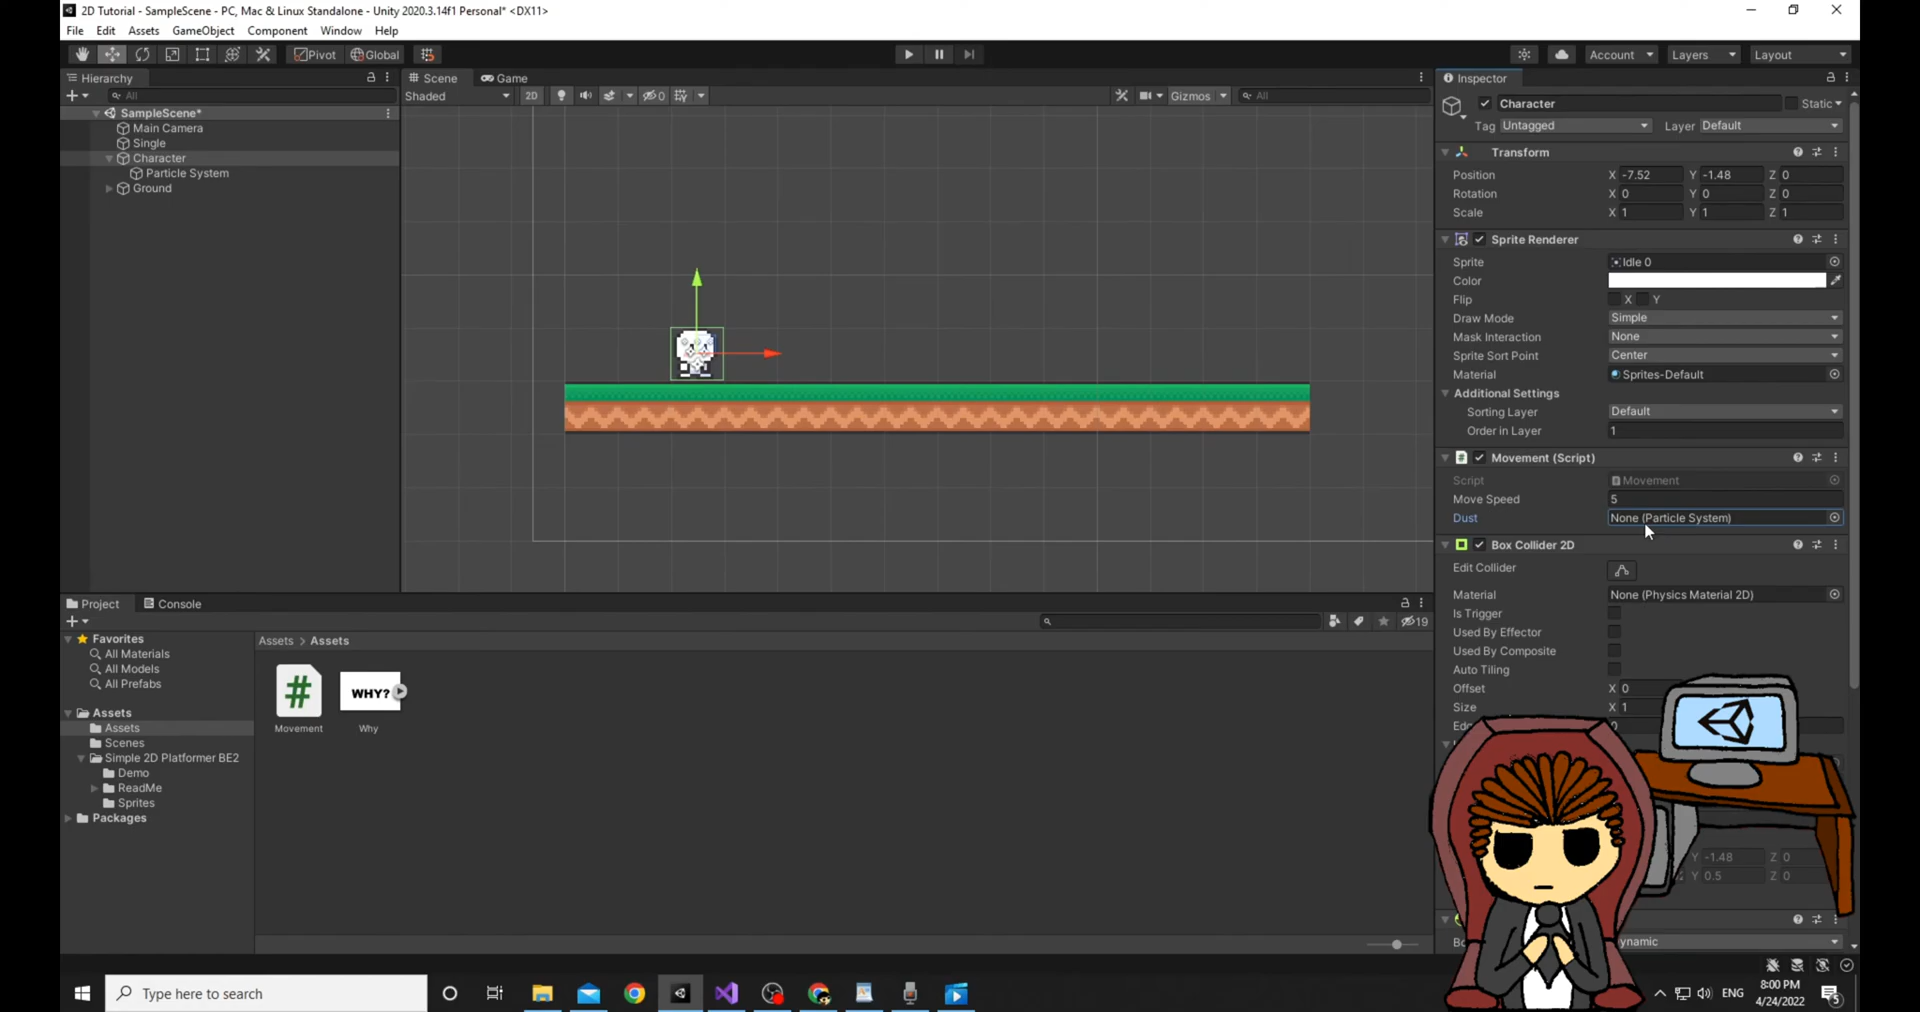 2D Tutorial - SampleScene - PC, Mac & Linux Standalone - Unity 2020.3.14f1 Personal* <DX11>
File Edit Assets GameObject Component Window Help
Pivot Global Account Layers Layout
Hierarchy
All
SampleScene*
Main Camera
Single
Character
Particle System
Ground
Scene Game
Shaded 2D 0 Gizmos All
Inspector
Character Static
Tag Untagged Layer Default
Transform
Position X -7.52 Y -1.48 Z 0
Rotation X 0 Y 0 Z 0
Scale X 1 Y 1 Z 1
Sprite Renderer
Sprite Idle 0
Color
Flip X Y
Draw Mode Simple
Mask Interaction None
Sprite Sort Point Center
Material Sprites-Default
Additional Settings
Sorting Layer Default
Order in Layer 1
Movement (Script)
Script Movement
Move Speed 5
Dust None (Particle System)
Box Collider 2D
Edit Collider
Material None (Physics Material 2D)
Is Trigger
Used By Effector
Used By Composite
Auto Tiling
Offset X 0
Size X 1
0
Y -1.48 Z 0
Y 0.5 Z 0
Project Console
19
Favorites
All Materials
All Models
All Prefabs
Assets
Assets
Scenes
Simple 2D Platformer BE2
Demo
ReadMe
Sprites
Packages
Assets > Assets
WHY?
Movement Why
Type here to search
ENG
8:00 PM
4/24/2022
5